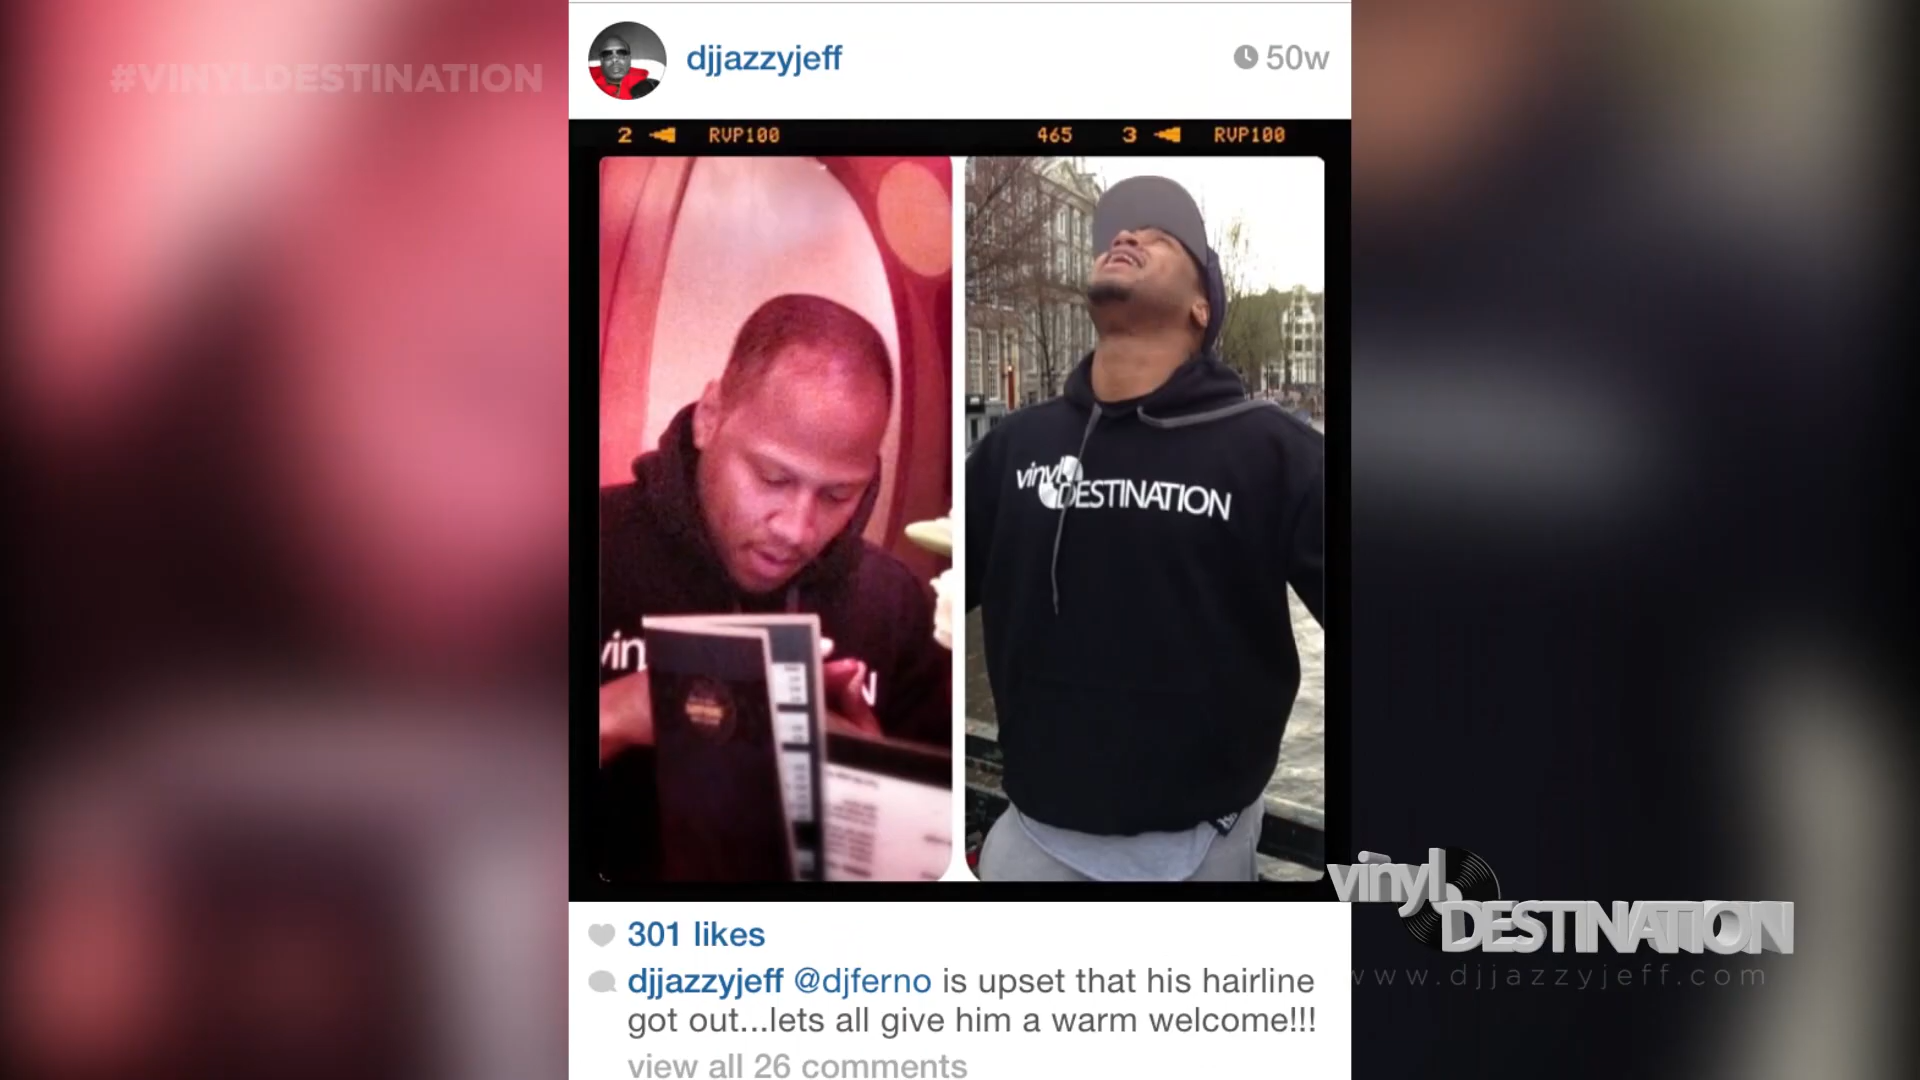 #VINYLDESTINATION
djjazzyjeff
50w
2 RVP100 465 3 RVP100
vinyl DESTINATION
vin N
301 likes
djjazzyjeff @djferno is upset that his hairline
got out...lets all give him a warm welcome!!!
view all 26 comments
vinyl
DESTINATION
www.djjazzyjeff.com